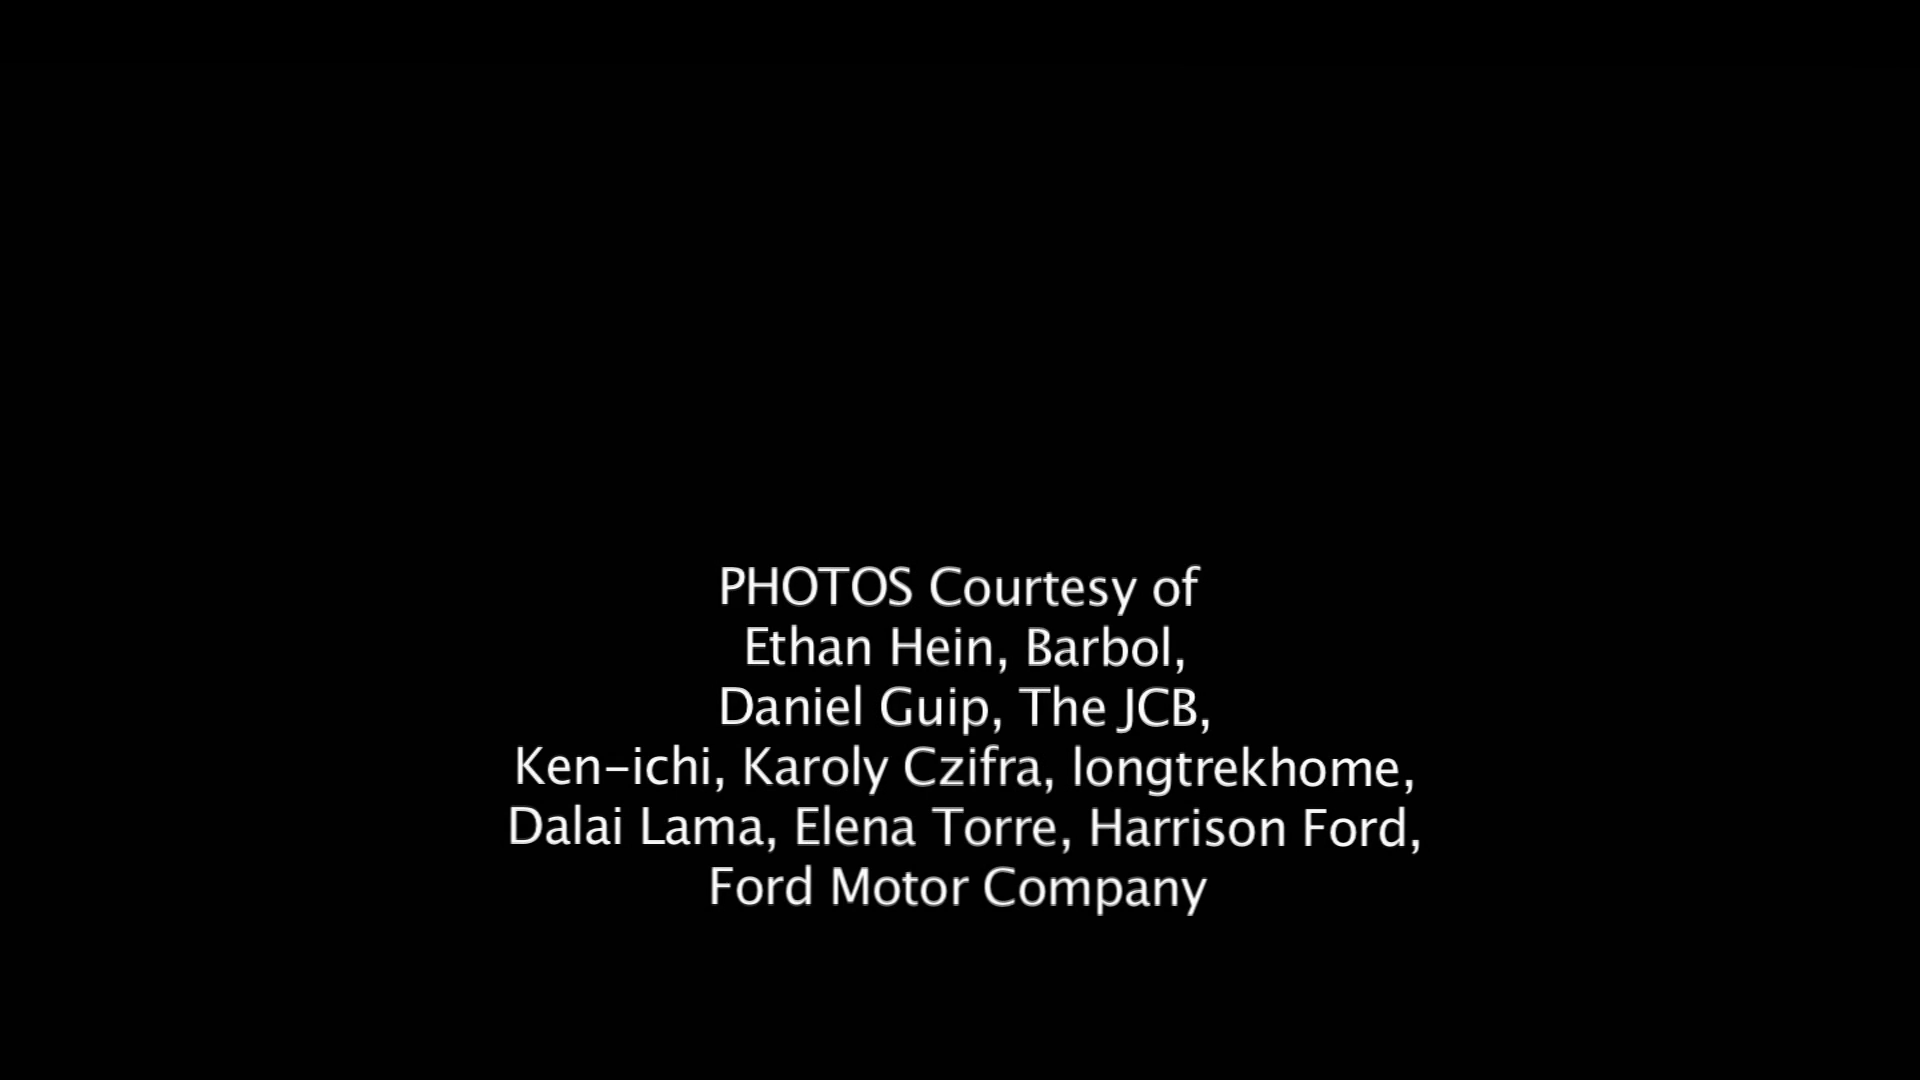 PHOTOS Courtesy of
Ethan Hein, Barbol,
Daniel Guip, The JCB,
Ken-ichi, Karoly Czifra, longtrekhome,
Dalai Lama, Elena Torre, Harrison Ford,
Ford Motor Company